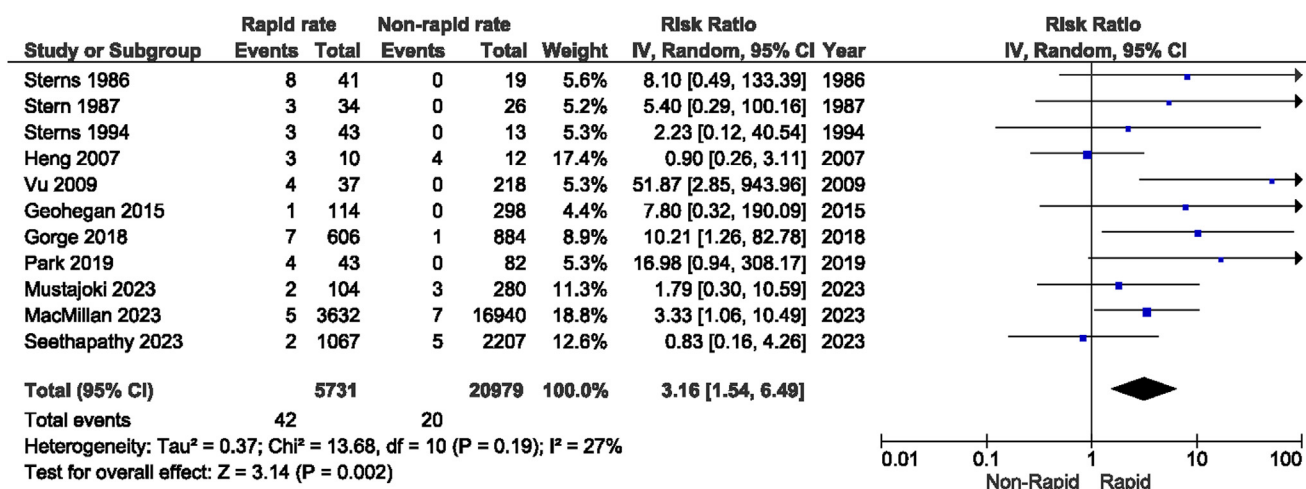 Rapid rate Non-rapid rate Risk Ratio Risk Ratio
Study or Subgroup Events Total Events Total Weight IV, Random, 95% CI Year IV, Random, 95% CI
Sterns 1986 8 41 0 19 5.6% 8.10 [0.49, 133.39] 1986
Stern 1987 3 34 0 26 5.2% 5.40 [0.29, 100.16] 1987
Sterns 1994 3 43 0 13 5.3% 2.23 [0.12, 40.54] 1994
Heng 2007 3 10 4 12 17.4% 0.90 [0.26, 3.11] 2007
Vu 2009 4 37 0 218 5.3% 51.87 [2.85, 943.96] 2009
Geohegan 2015 1 114 0 298 4.4% 7.80 [0.32, 190.09] 2015
Gorge 2018 7 606 1 884 8.9% 10.21 [1.26, 82.78] 2018
Park 2019 4 43 0 82 5.3% 16.98 [0.94, 308.17] 2019
Mustajoki 2023 2 104 3 280 11.3% 1.79 [0.30, 10.59] 2023
MacMillan 2023 5 3632 7 16940 18.8% 3.33 [1.06, 10.49] 2023
Seethapathy 2023 2 1067 5 2207 12.6% 0.83 [0.16, 4.26] 2023
Total (95% CI) 5731 20979 100.0% 3.16 [1.54, 6.49]
Total events 42 20
Heterogeneity: Tau² = 0.37; Chi² = 13.68, df = 10 (P = 0.19); I² = 27%
Test for overall effect: Z = 3.14 (P = 0.002)
0.01 0.1 1 10 100
Non-Rapid Rapid